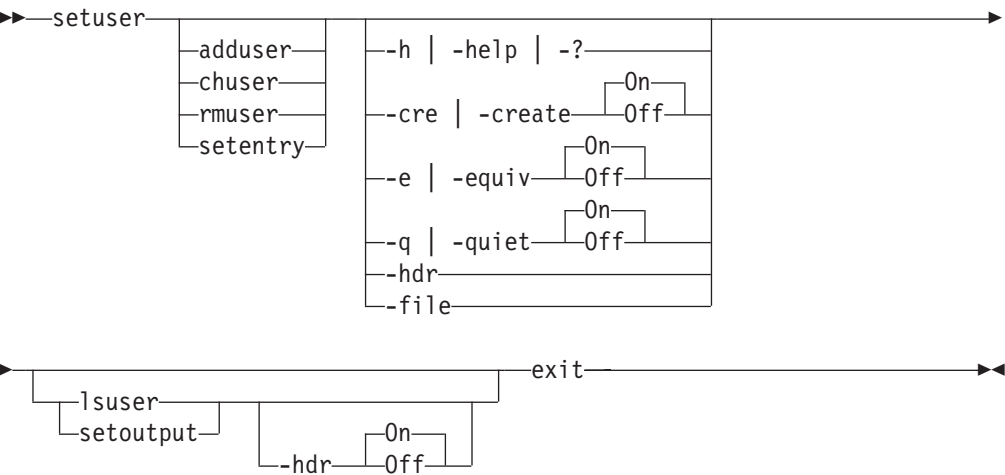 setuser
adduser
chuser
rmuser
setentry
-h | -help | -?
On
-cre | -create Off
On
-e | -equiv Off
On
-q | -quiet Off
-hdr
-file
exit
lsuser
setoutput
On
-hdr Off